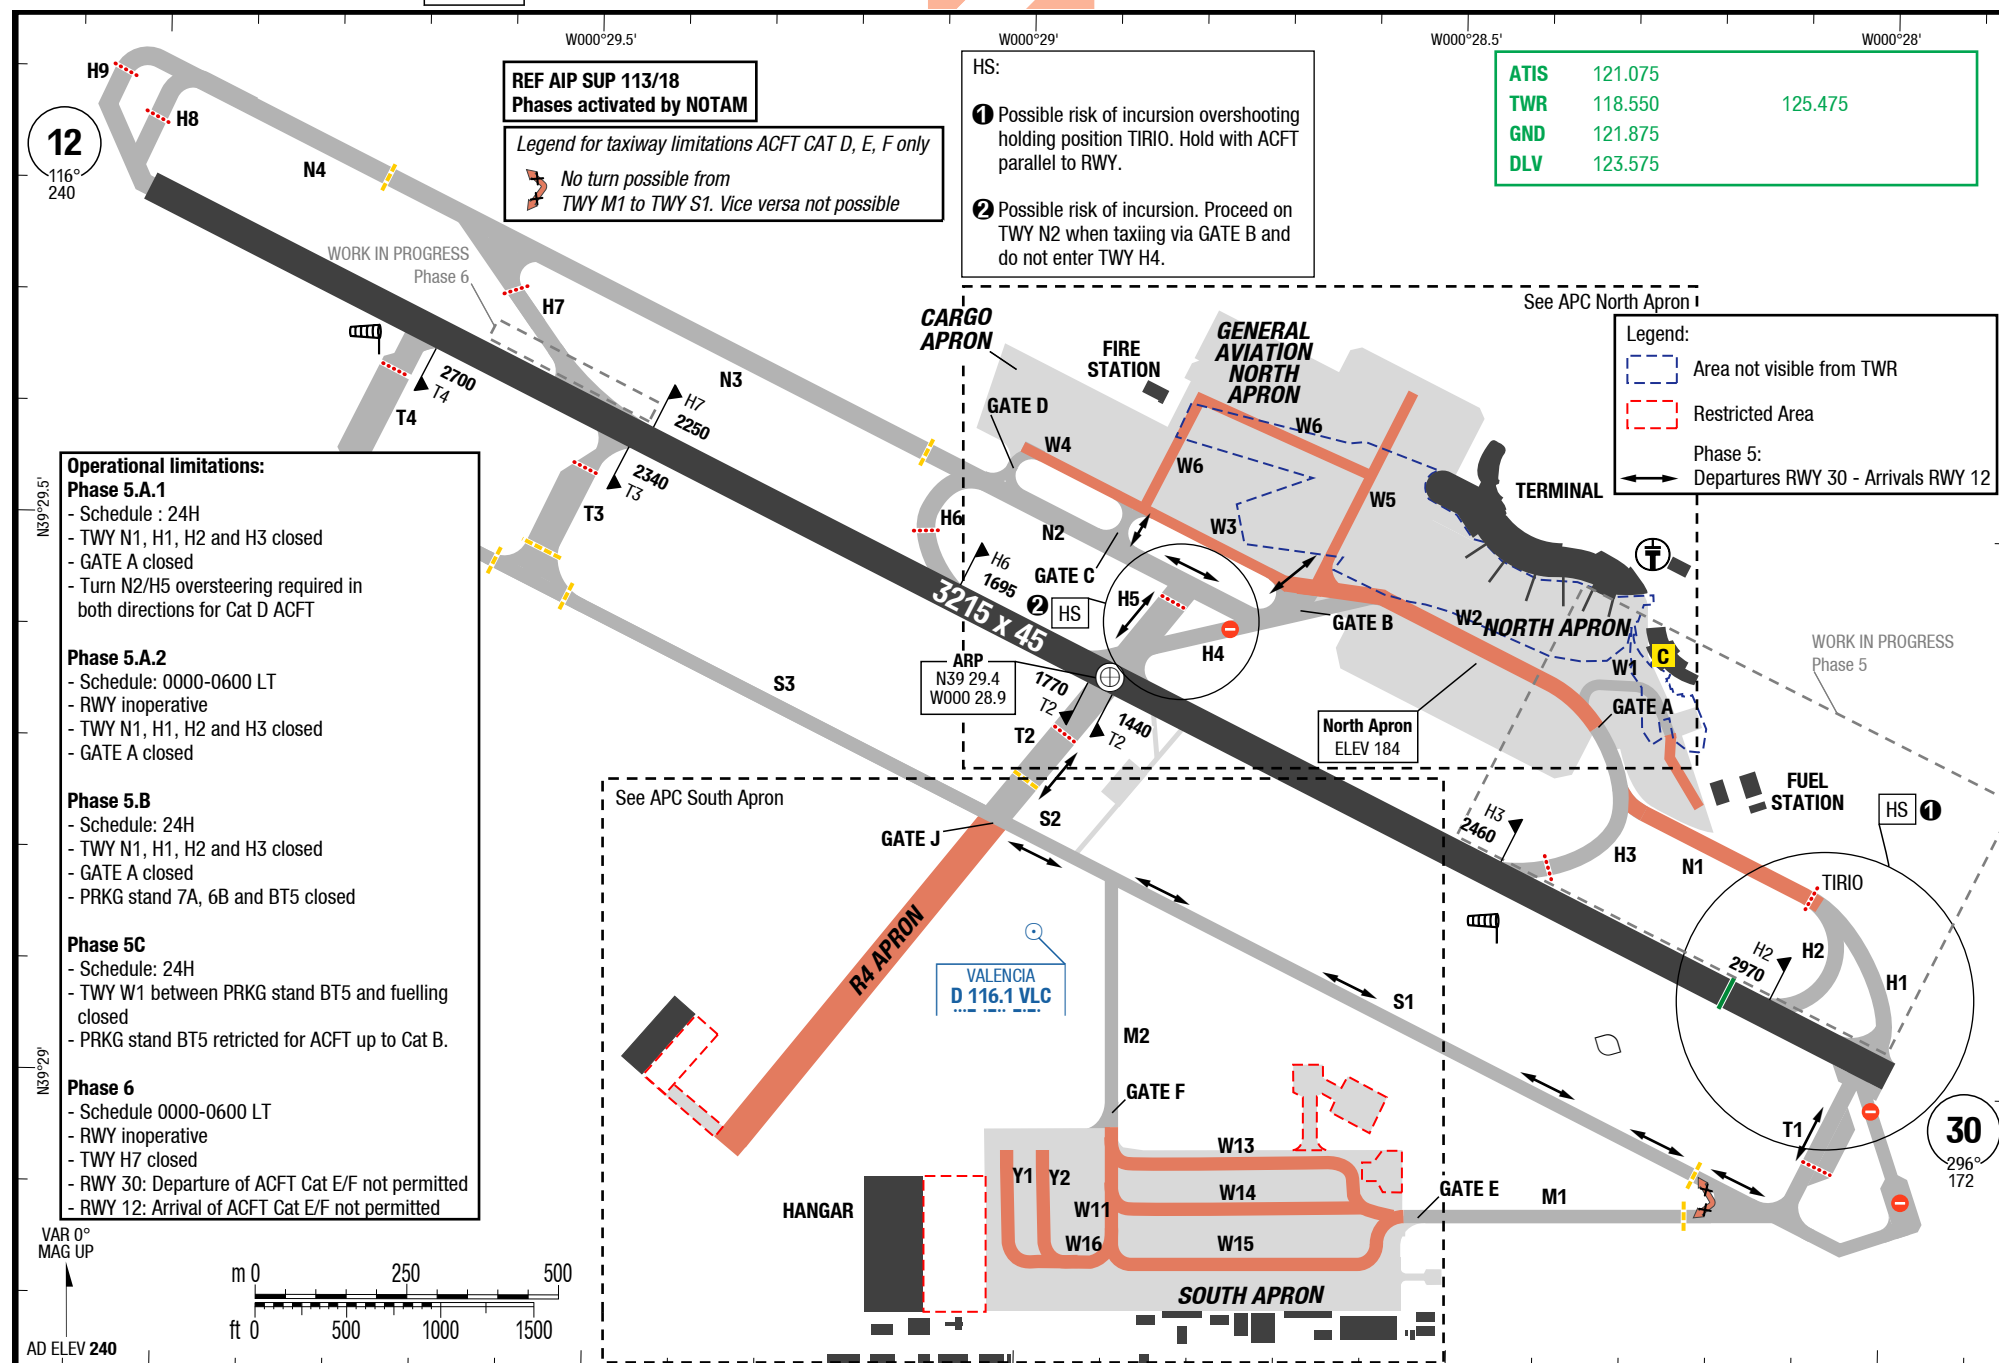 W000°29.5'
W000°29'
W000°28.5'
W000°28'
H9
H8
12
116°
240
N4
REF AIP SUP 113/18
Phases activated by NOTAM
Legend for taxiway limitations ACFT CAT D, E, F only
No turn possible from
TWY M1 to TWY S1. Vice versa not possible
HS:
1 Possible risk of incursion overshooting
holding position TIRIO. Hold with ACFT
parallel to RWY.
2 Possible risk of incursion. Proceed on
TWY N2 when taxiing via GATE B and
do not enter TWY H4.
ATIS 121.075
TWR 118.550 125.475
GND 121.875
DLV 123.575
WORK IN PROGRESS
Phase 6
H7
N3
See APC North Apron
Legend:
Area not visible from TWR
Restricted Area
Phase 5:
Departures RWY 30 - Arrivals RWY 12
CARGO
APRON
FIRE
STATION
GENERAL
AVIATION
NORTH
APRON
GATE D
W4
W6
W6
W5
W3
TERMINAL
2700
T4
T4
H7
2250
2340
T3
T3
H6
N2
H6
1695
GATE C
2 HS
H5
3215 x 45
H4
GATE B
W2
NORTH APRON
W1
C
WORK IN PROGRESS
Phase 5
ARP
N39 29.4
W000 28.9
1770
T2
1440
T2
T2
North Apron
ELEV 184
GATE A
FUEL
STATION
HS 1
S3
S2
See APC South Apron
GATE J
H3
2460
H3
N1
TIRIO
H2
2970
H2
H1
Operational limitations:
Phase 5.A.1
- Schedule : 24H
- TWY N1, H1, H2 and H3 closed
- GATE A closed
- Turn N2/H5 oversteering required in
both directions for Cat D ACFT
Phase 5.A.2
- Schedule: 0000-0600 LT
- RWY inoperative
- TWY N1, H1, H2 and H3 closed
- GATE A closed
Phase 5.B
- Schedule: 24H
- TWY N1, H1, H2 and H3 closed
- GATE A closed
- PRKG stand 7A, 6B and BT5 closed
Phase 5C
- Schedule: 24H
- TWY W1 between PRKG stand BT5 and fuelling
closed
- PRKG stand BT5 retricted for ACFT up to Cat B.
Phase 6
- Schedule 0000-0600 LT
- RWY inoperative
- TWY H7 closed
- RWY 30: Departure of ACFT Cat E/F not permitted
- RWY 12: Arrival of ACFT Cat E/F not permitted
N39°29.5'
N39°29'
R4 APRON
VALENCIA
D 116.1 VLC
M2
S1
GATE F
T1
30
296°
172
W13
W14
W15
W11
W16
Y1
Y2
HANGAR
GATE E
M1
SOUTH APRON
VAR 0°
MAG UP
m 0 250 500
ft 0 500 1000 1500
AD ELEV 240